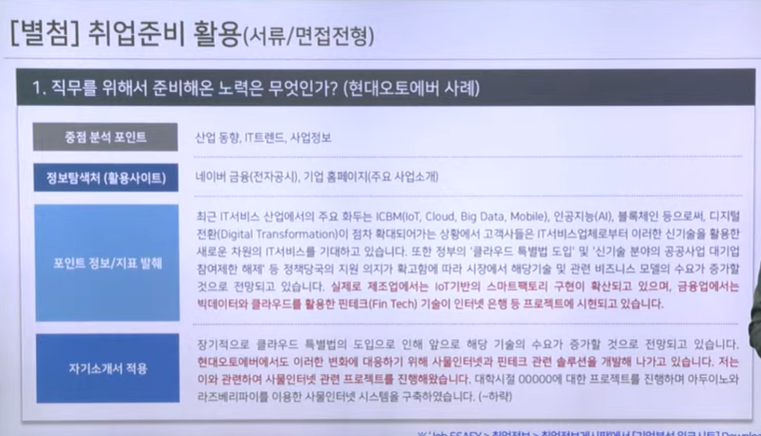 [별첨] 취업준비 활용(서류/면접전형)
1. 직무를 위해서 준비해온 노력은 무엇인가? (현대오토에버 사례)
중점 분석 포인트
산업 동향, IT트렌드, 사업정보
정보탐색처 (활용사이트)
네이버 금융(전자공시), 기업 홈페이지(주요 사업소개)
포인트 정보/지표 발췌
최근 IT서비스 산업에서의 주요 화두는 ICBM(IoT, Cloud, Big Data, Mobile), 인공지능(AI), 블록체인 등으로써, 디지털
전환(Digital Transformation)이 점차 확대되어가는 상황에서 고객사들은 IT서비스업체로부터 이러한 신기술을 활용한
새로운 차원의 IT서비스를 기대하고 있습니다. 또한 정부의 '클라우드 특별법 도입' 및 '신기술 분야의 공공사업 대기업
참여제한 해제' 등 정책당국의 지원 의지가 확고함에 따라 시장에서 해당기술 및 관련 비즈니스 모델의 수요가 증가할
것으로 전망되고 있습니다. 실제로 제조업에서는 IoT기반의 스마트팩토리 구현이 확산되고 있으며, 금융업에서는
빅데이터와 클라우드를 활용한 핀테크(Fin Tech) 기술이 인터넷 은행 등 프로젝트에 시현되고 있습니다.
자기소개서 적용
장기적으로 클라우드 특별법의 도입으로 인해 앞으로 해당 기술의 수요가 증가할 것으로 전망되고 있습니다.
현대오토에버에서도 이러한 변화에 대응하기 위해 사물인터넷과 핀테크 관련 솔루션을 개발해 나가고 있습니다. 저는
이와 관련하여 사물인터넷 관련 프로젝트를 진행해왔습니다. 대학시절 00000에 대한 프로젝트를 진행하며 아두이노와
라즈베리파이를 이용한 사물인터넷 시스템을 구축하였습니다. (~하략)